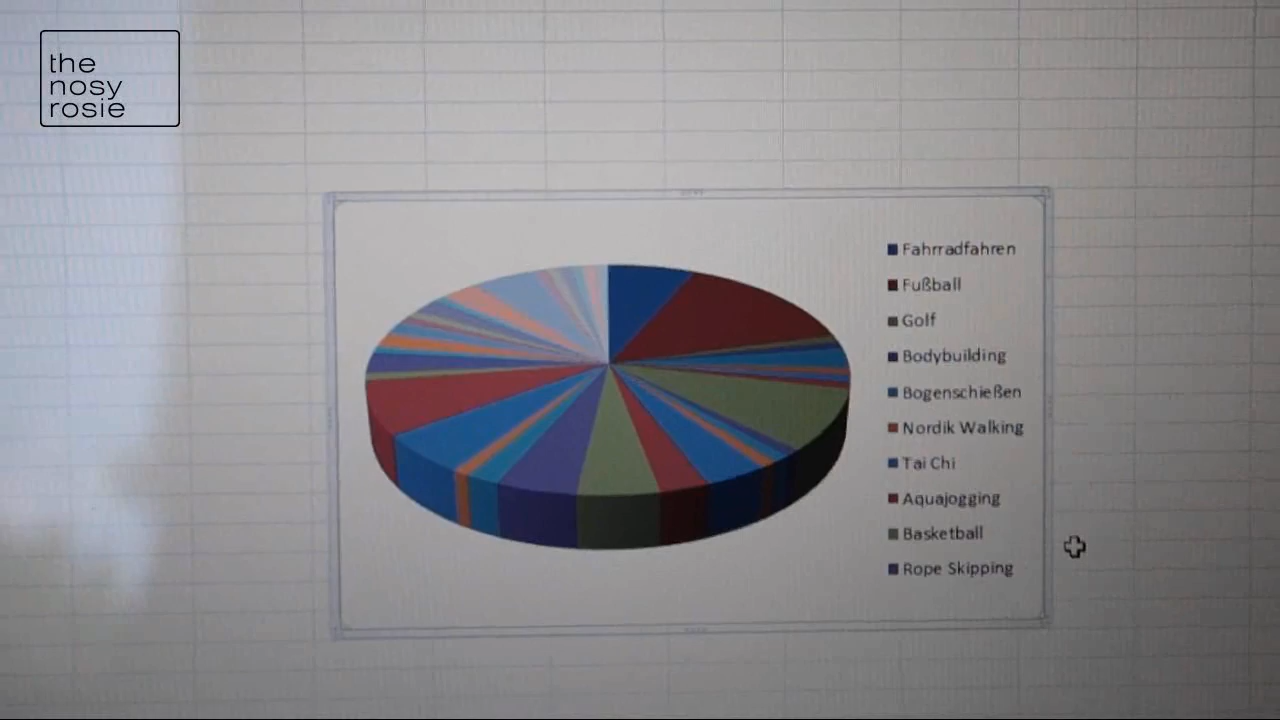 the
nosy
rosie
Fahrradfahren
Fußball
Golf
Bodybuilding
Bogenschießen
Nordik Walking
Tai Chi
Aquajogging
Basketball
Rope Skipping